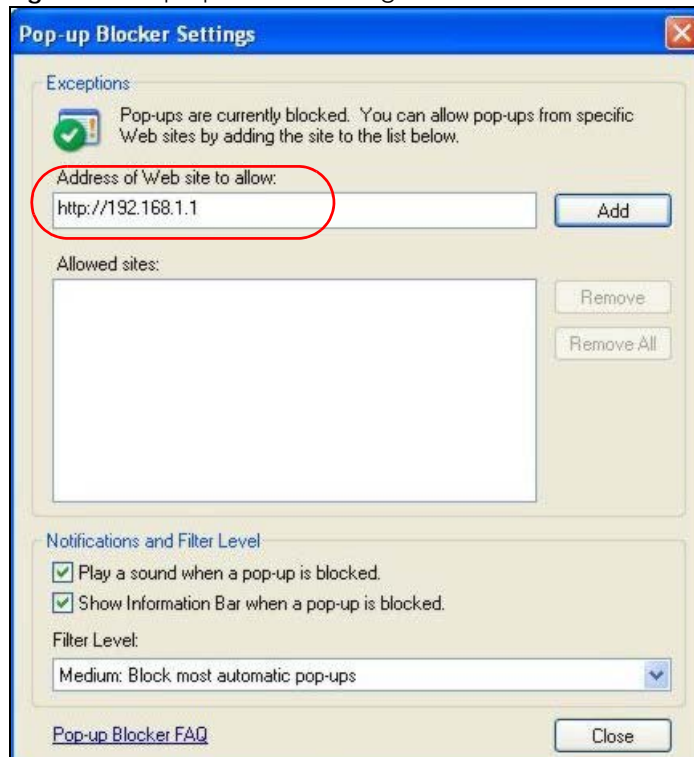 Pop-up Blocker Settings
Exceptions
Pop-ups are currently blocked. You can allow pop-ups from specific
Web sites by adding the site to the list below.
Address of Web site to allow:
http://192.168.1.1
Add
Allowed sites:
Remove
Remove All
Notifications and Filter Level
Play a sound when a pop-up is blocked.
Show Information Bar when a pop-up is blocked.
Filter Level:
Medium: Block most automatic pop-ups
Pop-up Blocker FAQ
Close